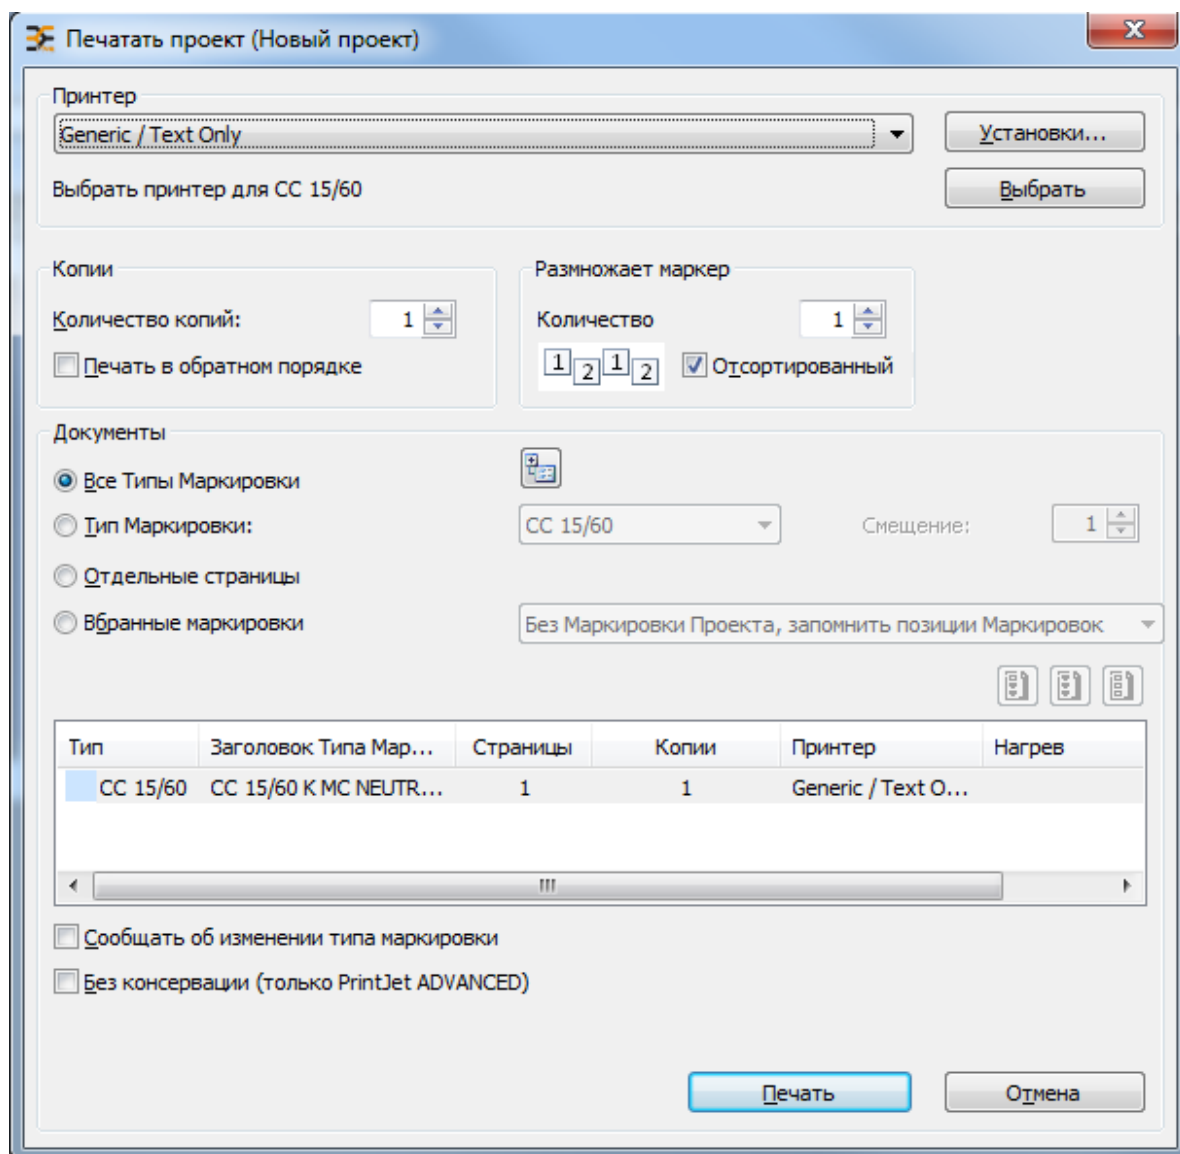 Печатать проект (Новый проект)
Принтер
Generic / Text Only
Установки...
Выбрать принтер для CC 15/60
Выбрать
Копии
Размножает маркер
Количество копий:
1
Количество
1
Печать в обратном порядке
1 2 1 2
Отсортированный
Документы
Все Типы Маркировки
Тип Маркировки:
CC 15/60
Смещение:
1
Отдельные страницы
Вбранные маркировки
Без Маркировки Проекта, запомнить позиции Маркировок
Тип Заголовок Типа Мар... Страницы Копии Принтер Нагрев
CC 15/60 CC 15/60 K MC NEUTR... 1 1 Generic / Text O...
Сообщать об изменении типа маркировки
Без консервации (только PrintJet ADVANCED)
Печать
Отмена